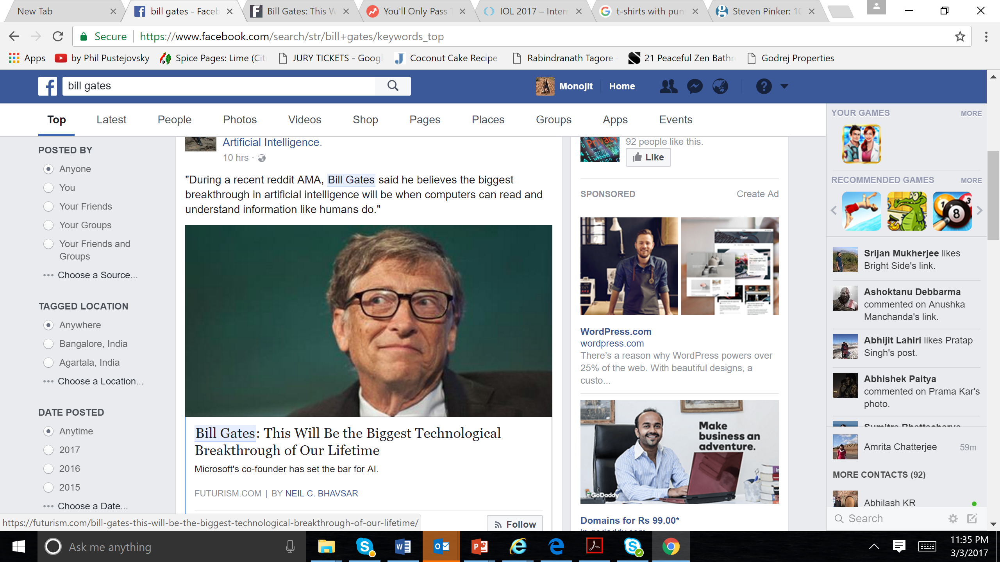 New Tab
bill gates - Faceb
Bill Gates: This W
You'll Only Pass T
IOL 2017 – Intern
t-shirts with pun
Steven Pinker: 10
Secure
https://www.facebook.com/search/str/bill+gates/keywords_top
Apps
by Phil Pustejovsky
Spice Pages: Lime (Cit
JURY TICKETS - Googl
Coconut Cake Recipe
Rabindranath Tagore
21 Peaceful Zen Bathr
Godrej Properties
bill gates
Monojit
Home
Top
Latest
People
Photos
Videos
Shop
Pages
Places
Groups
Apps
Events
POSTED BY
Anyone
You
Your Friends
Your Groups
Your Friends and
Groups
Choose a Source...
TAGGED LOCATION
Anywhere
Bangalore, India
Agartala, India
Choose a Location...
DATE POSTED
Anytime
2017
2016
2015
Choose a Date...
Artificial Intelligence.
10 hrs ·
"During a recent reddit AMA, Bill Gates said he believes the biggest
breakthrough in artificial intelligence will be when computers can read and
understand information like humans do."
Bill Gates: This Will Be the Biggest Technological
Breakthrough of Our Lifetime
Microsoft's co-founder has set the bar for AI.
FUTURISM.COM | BY NEIL C. BHAVSAR
Follow
https://futurism.com/bill-gates-this-will-be-the-biggest-technological-breakthrough-of-our-lifetime/
Privacy
92 people like this.
Like
SPONSORED
Create Ad
WordPress.com
wordpress.com
There's a reason why WordPress powers over
25% of the web. With beautiful designs, a
custo...
Make
business an
adventure.
GoDaddy
Domains for Rs 99.00*
YOUR GAMES
MORE
RECOMMENDED GAMES
MORE
1
3
8
Srijan Mukherjee likes
Bright Side's link.
Ashoktanu Debbarma
commented on Anushka
Manchanda's link.
Abhijit Lahiri likes Pratap
Singh's post.
Abhishek Paitya
commented on Prama Kar's
photo.
Amrita Chatterjee
59m
MORE CONTACTS (92)
Abhilash KR
Search
Ask me anything
11:35 PM
3/3/2017